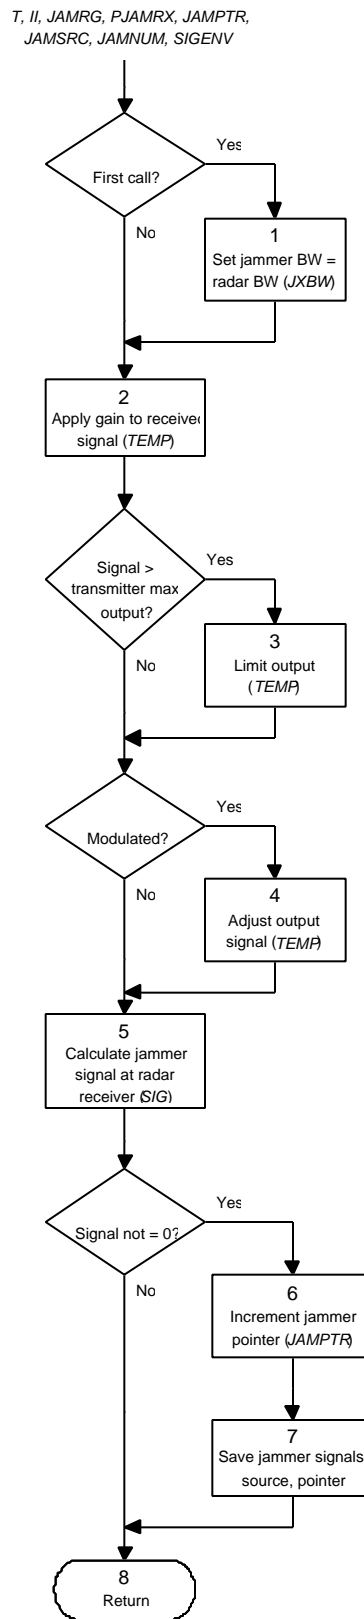 T, II, JAMRG, PJAMRX, JAMPTR,
JAMSRC, JAMNUM, SIGENV
First call?
Yes
No
1
Set jammer BW =
radar BW (JXBW)
2
Apply gain to received
signal (TEMP)
Signal >
transmitter max
output?
Yes
No
3
Limit output
(TEMP)
Modulated?
Yes
No
4
Adjust output
signal (TEMP)
5
Calculate jammer
signal at radar
receiver (SIG)
Signal not = 0?
Yes
No
6
Increment jammer
pointer (JAMPTR)
7
Save jammer signals
source, pointer
8
Return